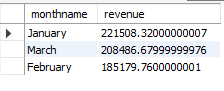 monthname revenue
January 221508.32000000007
March 208486.67999999976
February 185179.7600000001